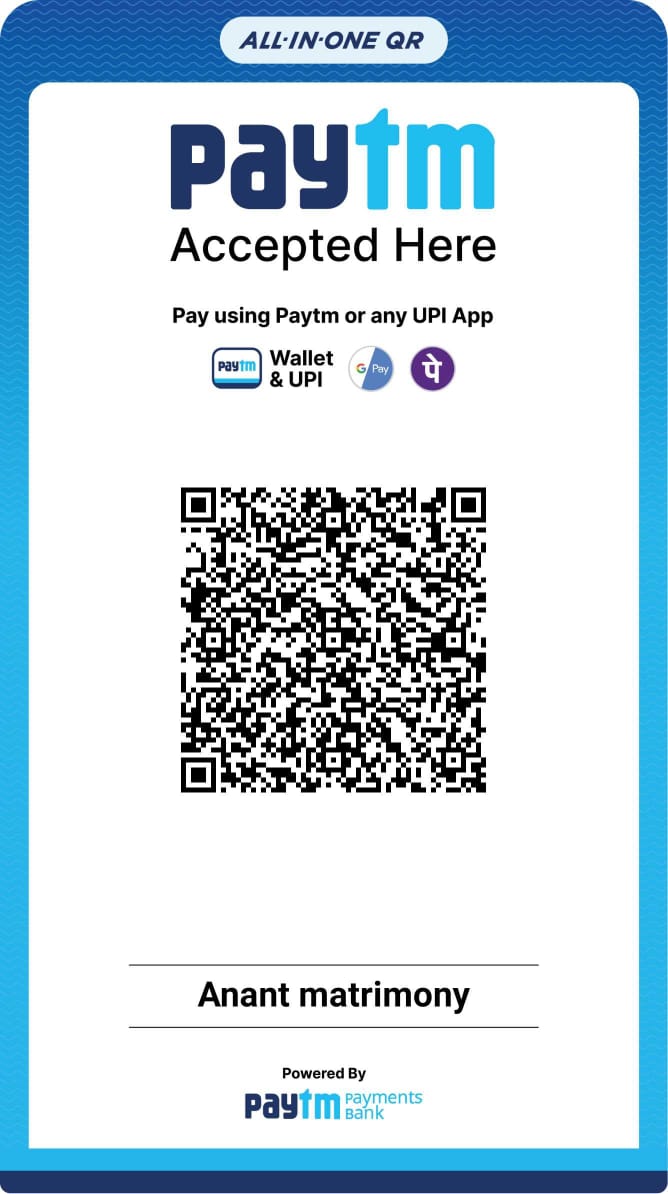 ALL·IN·ONE QR
paytm
Accepted Here
Pay using Paytm or any UPI App
paytm Wallet & UPI G Pay पे
Anant matrimony
Powered By
paytm payments Bank